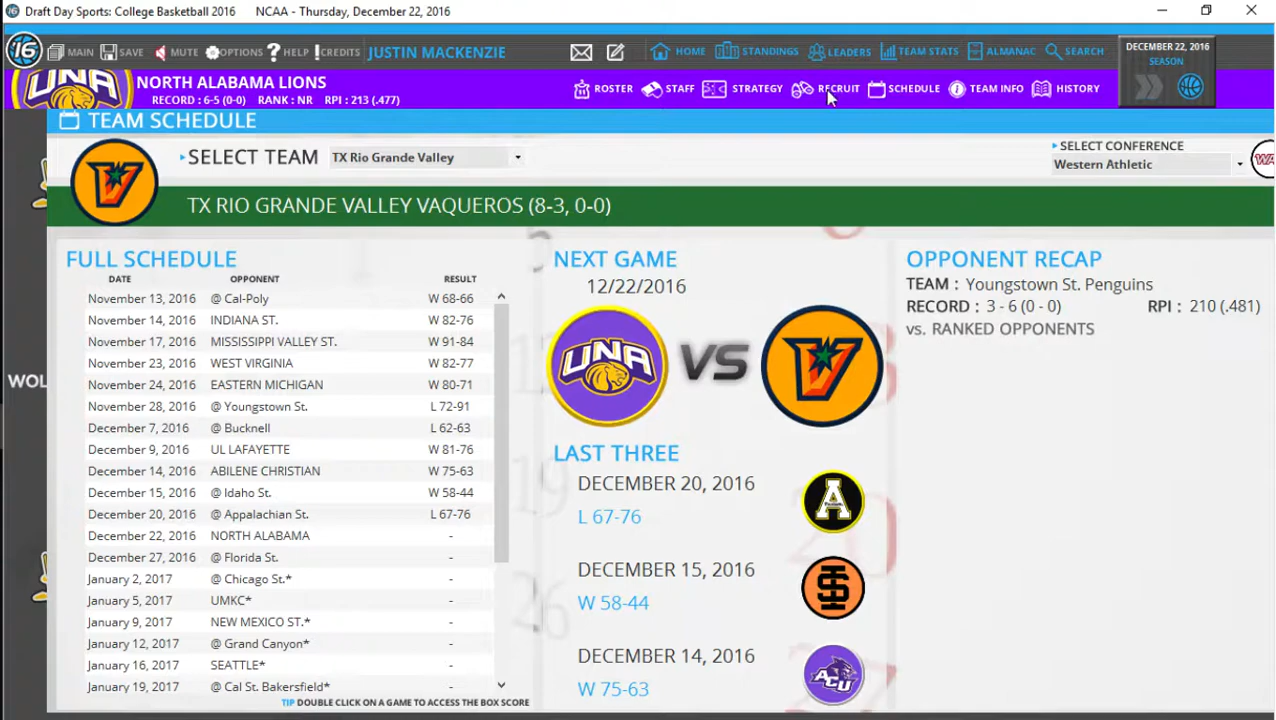 Draft Day Sports: College Basketball 2016 NCAA - Thursday, December 22, 2016
16 MAIN SAVE MUTE OPTIONS HELP CREDITS JUSTIN MACKENZIE HOME STANDINGS LEADERS TEAM STATS ALMANAC SEARCH
DECEMBER 22, 2016
SEASON
UNA NORTH ALABAMA LIONS
RECORD : 6-5 (0-0) RANK : NR RPI : 213 (.477)
ROSTER STAFF STRATEGY RECRUIT SCHEDULE TEAM INFO HISTORY
TEAM SCHEDULE
SELECT TEAM TX Rio Grande Valley
SELECT CONFERENCE
Western Athletic
WA
TX RIO GRANDE VALLEY VAQUEROS (8-3, 0-0)
FULL SCHEDULE
DATE OPPONENT RESULT
November 13, 2016 @ Cal-Poly W 68-66
November 14, 2016 INDIANA ST. W 82-76
November 17, 2016 MISSISSIPPI VALLEY ST. W 91-84
November 23, 2016 WEST VIRGINIA W 82-77
November 24, 2016 EASTERN MICHIGAN W 80-71
November 28, 2016 @ Youngstown St. L 72-91
December 7, 2016 @ Bucknell L 62-63
December 9, 2016 UL LAFAYETTE W 81-76
December 14, 2016 ABILENE CHRISTIAN W 75-63
December 15, 2016 @ Idaho St. W 58-44
December 20, 2016 @ Appalachian St. L 67-76
December 22, 2016 NORTH ALABAMA -
December 27, 2016 @ Florida St. -
January 2, 2017 @ Chicago St.* -
January 5, 2017 UMKC* -
January 9, 2017 NEW MEXICO ST.* -
January 12, 2017 @ Grand Canyon* -
January 16, 2017 SEATTLE* -
January 19, 2017 @ Cal St. Bakersfield* -
TIP DOUBLE CLICK ON A GAME TO ACCESS THE BOX SCORE
WOL
NEXT GAME
12/22/2016
UNA VS V
LAST THREE
DECEMBER 20, 2016
L 67-76
A
DECEMBER 15, 2016
W 58-44
IS
DECEMBER 14, 2016
W 75-63
ACU
OPPONENT RECAP
TEAM : Youngstown St. Penguins
RECORD : 3 - 6 (0 - 0) RPI : 210 (.481)
vs. RANKED OPPONENTS